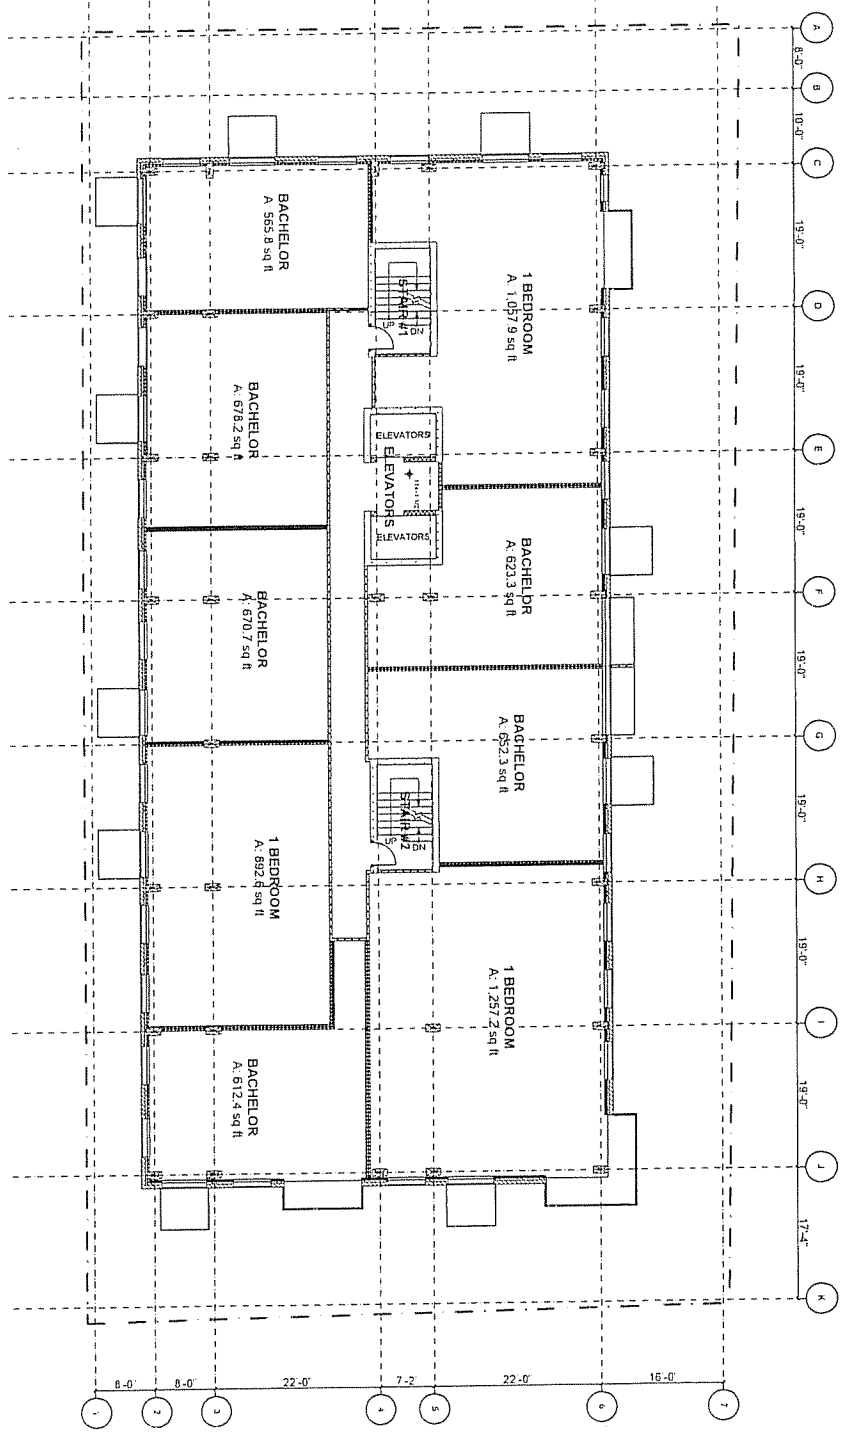 A
8'-0"
B
10'-0"
C
19'-0"
D
19'-0"
E
19'-0"
F
19'-0"
G
19'-0"
H
19'-0"
I
19'-0"
J
17'-4"
K
BACHELOR
A: 565.8 sq ft
1 BEDROOM
A: 1,057.9 sq ft
STAIR #1
UP
DN
BACHELOR
A: 678.2 sq ft
ELEVATORS
ELEVATORS
ELEVATORS
BACHELOR
A: 623.3 sq ft
BACHELOR
A: 670.7 sq ft
BACHELOR
A: 652.3 sq ft
STAIR #2
UP
DN
1 BEDROOM
A: 892.6 sq ft
1 BEDROOM
A: 1,257.2 sq ft
BACHELOR
A: 612.4 sq ft
8'-0"
8'-0"
22'-0"
7'-2"
22'-0"
16'-0"
1
2
3
4
5
6
7